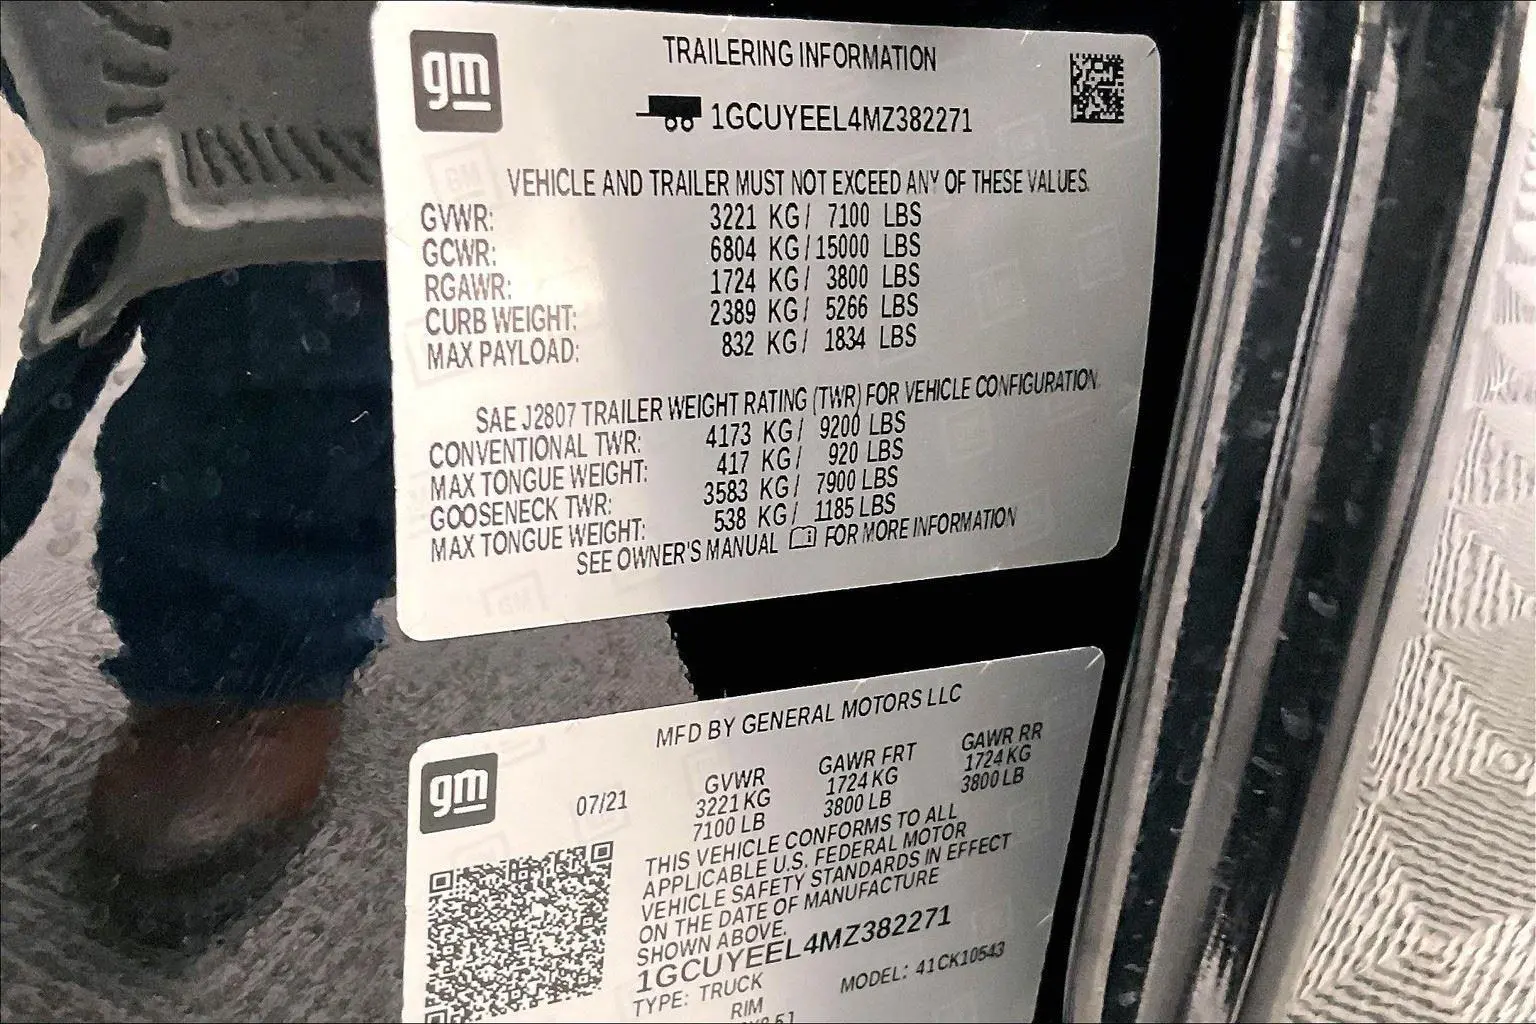 gm
TRAILERING INFORMATION
1GCUYEEL4MZ382271
VEHICLE AND TRAILER MUST NOT EXCEED ANY OF THESE VALUES.
GVWR: 3221 KG/ 7100 LBS
GCWR: 6804 KG/15000 LBS
RGAWR: 1724 KG/ 3800 LBS
CURB WEIGHT: 2389 KG/ 5266 LBS
MAX PAYLOAD: 832 KG/ 1834 LBS
SAE J2807 TRAILER WEIGHT RATING (TWR) FOR VEHICLE CONFIGURATION
CONVENTIONAL TWR: 4173 KG/ 9200 LBS
MAX TONGUE WEIGHT: 417 KG/ 920 LBS
GOOSENECK TWR: 3583 KG/ 7900 LBS
MAX TONGUE WEIGHT: 538 KG/ 1185 LBS
SEE OWNER'S MANUAL FOR MORE INFORMATION
MFD BY GENERAL MOTORS LLC
gm
07/21
GVWR GAWR FRT GAWR RR
3221 KG 1724 KG 1724 KG
7100 LB 3800 LB 3800 LB
THIS VEHICLE CONFORMS TO ALL
APPLICABLE U.S. FEDERAL MOTOR
VEHICLE SAFETY STANDARDS IN EFFECT
ON THE DATE OF MANUFACTURE
SHOWN ABOVE.
1GCUYEEL4MZ382271
TYPE: TRUCK MODEL: 41CK10543
RIM